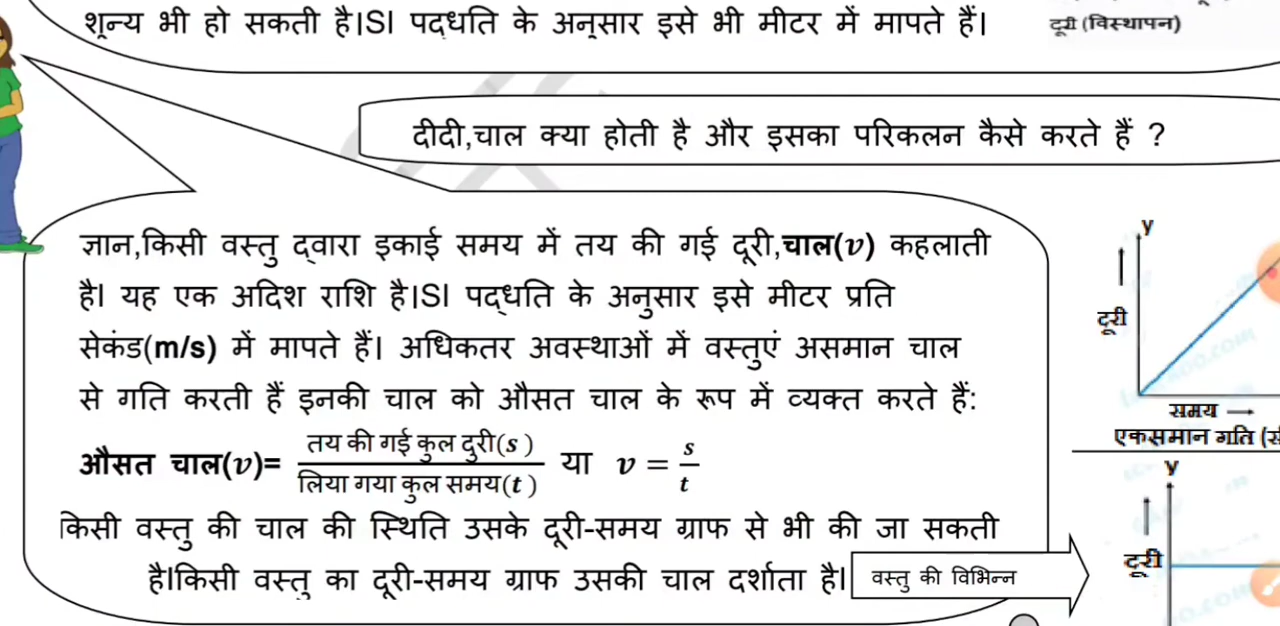 शून्य भी हो सकती है।SI पद्धति के अनुसार इसे भी मीटर में मापते हैं।
दूरी (विस्थापन)
दीदी,चाल क्या होती है और इसका परिकलन कैसे करते हैं ?
ज्ञान,किसी वस्तु द्वारा इकाई समय में तय की गई दूरी,चाल(v) कहलाती
है। यह एक अदिश राशि है।SI पद्धति के अनुसार इसे मीटर प्रति
सेकंड(m/s) में मापते हैं। अधिकतर अवस्थाओं में वस्तुएं असमान चाल
से गति करती हैं इनकी चाल को औसत चाल के रूप में व्यक्त करते हैं:
औसत चाल(v)= तय की गई कुल दुरी(s) / लिया गया कुल समय(t) या v = s/t
किसी वस्तु की चाल की स्थिति उसके दूरी-समय ग्राफ से भी की जा सकती
है।किसी वस्तु का दूरी-समय ग्राफ उसकी चाल दर्शाता है।
वस्तु की विभिन्न
y
दूरी
समय
एकसमान गति
y
दूरी